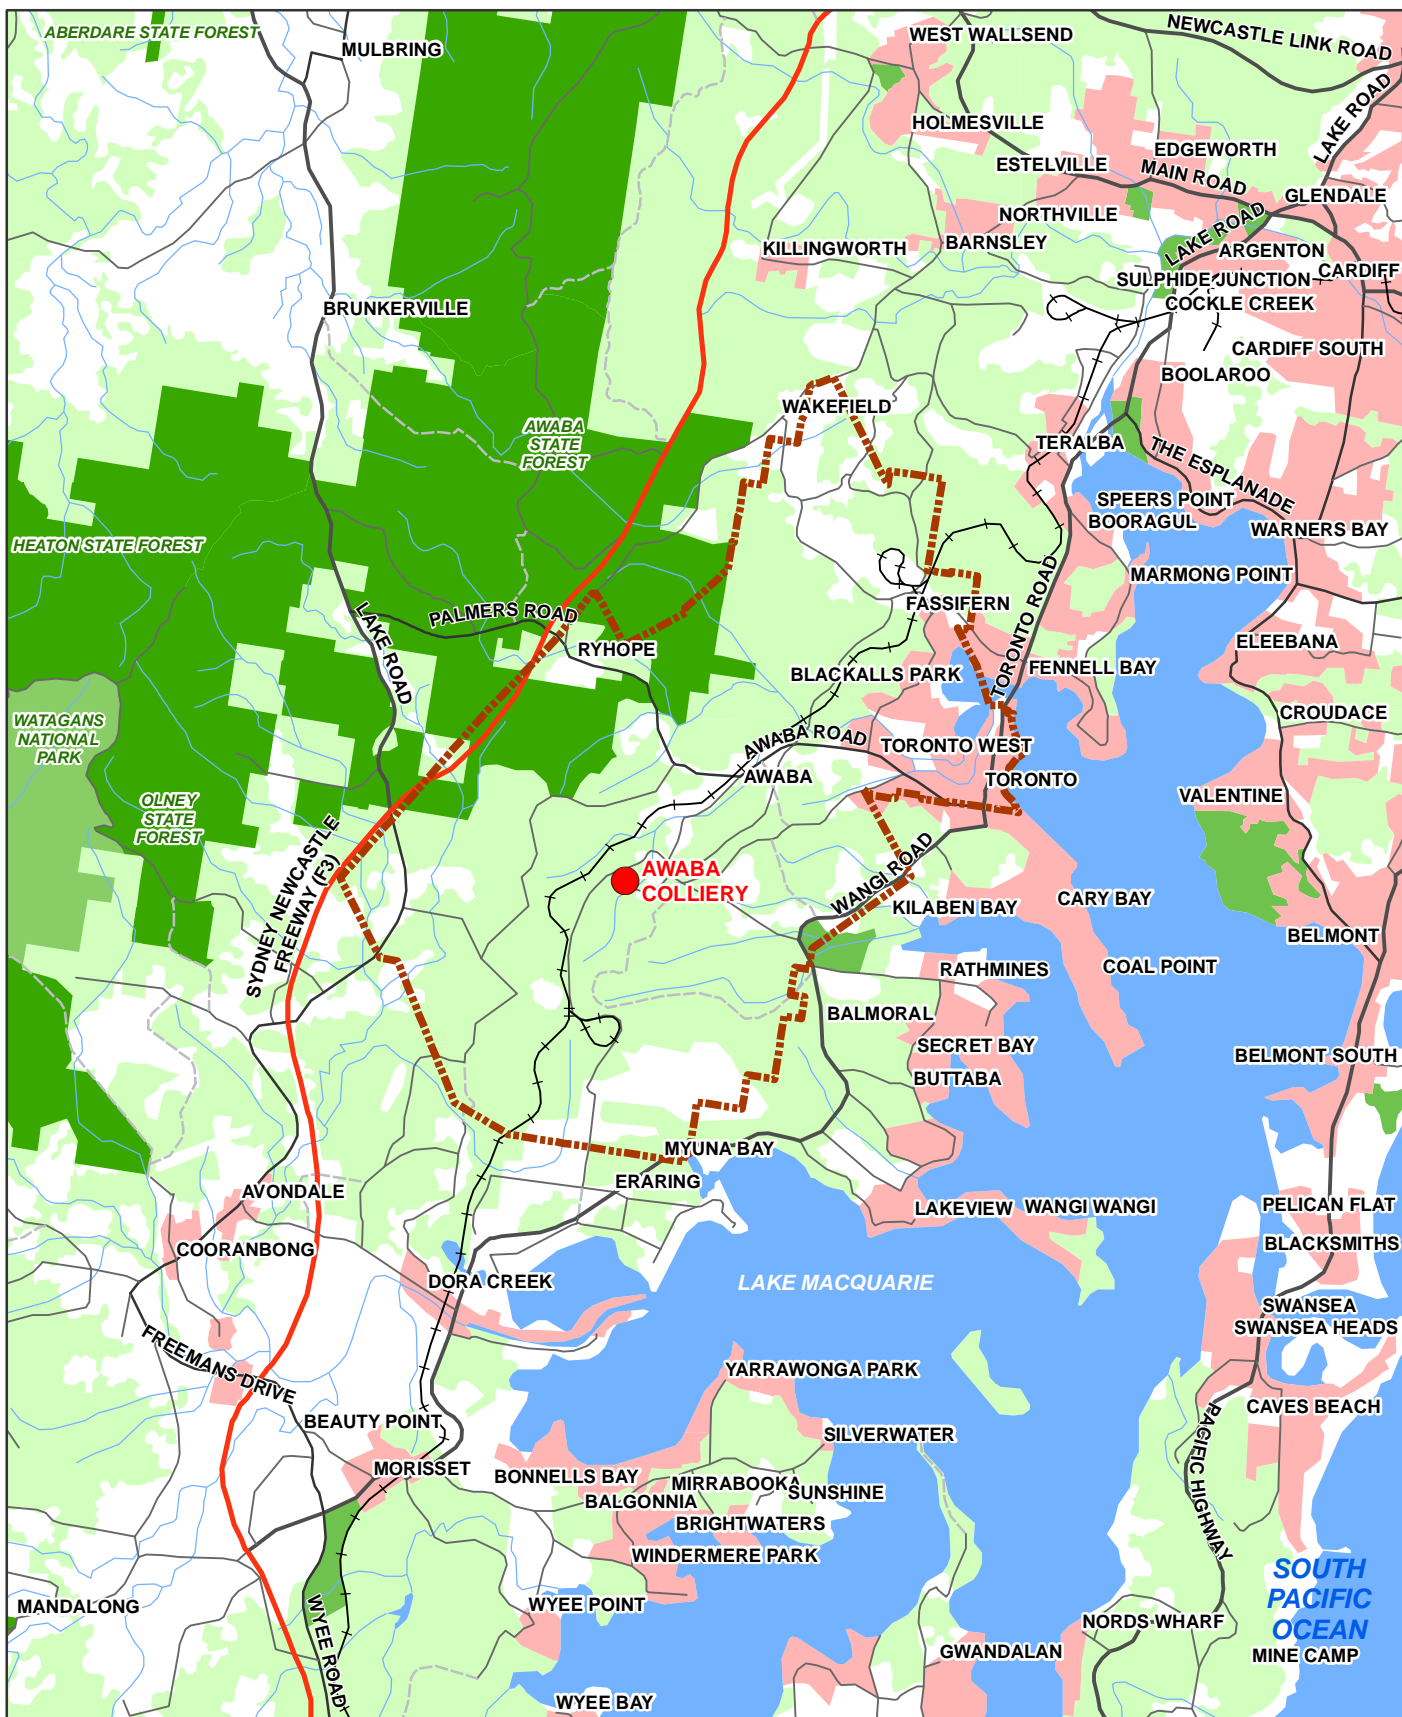 ABERDARE STATE FOREST
MULBRING
WEST WALLSEND
NEWCASTLE LINK ROAD
LAKE ROAD
HOLMESVILLE
EDGEWORTH
ESTELVILLE
MAIN ROAD
GLENDALE
NORTHVILLE
LAKE ROAD
KILLINGWORTH
BARNSLEY
ARGENTON
SULPHIDE JUNCTION
CARDIFF
BRUNKERVILLE
COCKLE CREEK
CARDIFF SOUTH
BOOLAROO
WAKEFIELD
AWABA
STATE
FOREST
TERALBA
THE ESPLANADE
SPEERS POINT
BOORAGUL
WARNERS BAY
HEATON STATE FOREST
MARMONG POINT
FASSIFERN
TORONTO ROAD
LAKE ROAD
PALMERS ROAD
RYHOPE
ELEEBANA
BLACKALLS PARK
FENNELL BAY
WATAGANS
NATIONAL
PARK
CROUDACE
AWABA ROAD
TORONTO WEST
AWABA
TORONTO
VALENTINE
OLNEY
STATE
FOREST
SYDNEY NEWCASTLE
FREEWAY (F3)
AWABA
COLLIERY
WANGI ROAD
KILABEN BAY
CARY BAY
BELMONT
RATHMINES
COAL POINT
BALMORAL
SECRET BAY
BELMONT SOUTH
BUTTABA
MYUNA BAY
ERARING
AVONDALE
LAKEVIEW
WANGI WANGI
PELICAN FLAT
COORANBONG
BLACKSMITHS
DORA CREEK
LAKE MACQUARIE
SWANSEA
SWANSEA HEADS
FREEMANS DRIVE
YARRAWONGA PARK
CAVES BEACH
BEAUTY POINT
SILVERWATER
PACIFIC HIGHWAY
MORISSET
BONNELLS BAY
MIRRABOOKA
SUNSHINE
BALGONNIA
BRIGHTWATERS
WINDERMERE PARK
SOUTH
PACIFIC
OCEAN
MANDALONG
WYEE ROAD
WYEE POINT
NORDS WHARF
GWANDALAN
MINE CAMP
WYEE BAY